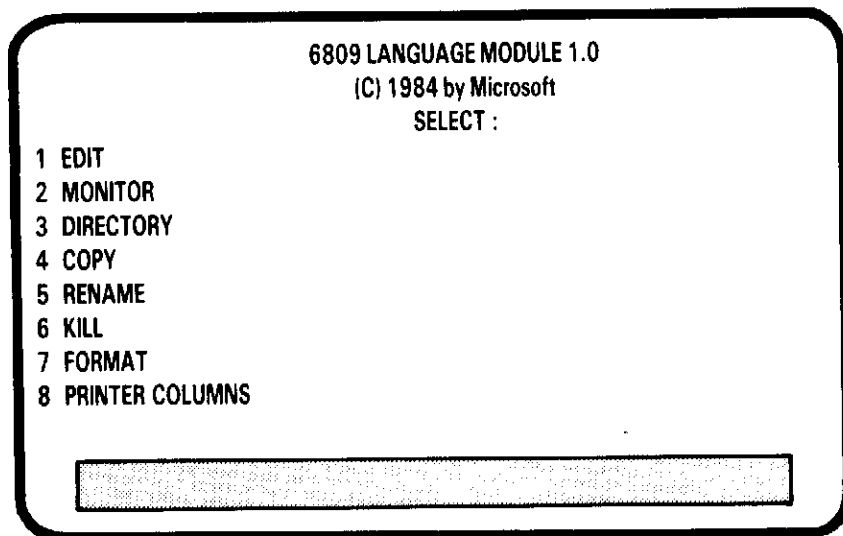 6809 LANGUAGE MODULE 1.0
(C) 1984 by Microsoft
SELECT :
1 EDIT
2 MONITOR
3 DIRECTORY
4 COPY
5 RENAME
6 KILL
7 FORMAT
8 PRINTER COLUMNS